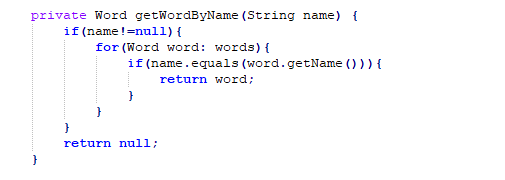 private Word getWordByName(String name) {
    if(name!=null){
        for(Word word: words){
            if(name.equals(word.getName())){
                return word;
            }
        }
    }
    return null;
}